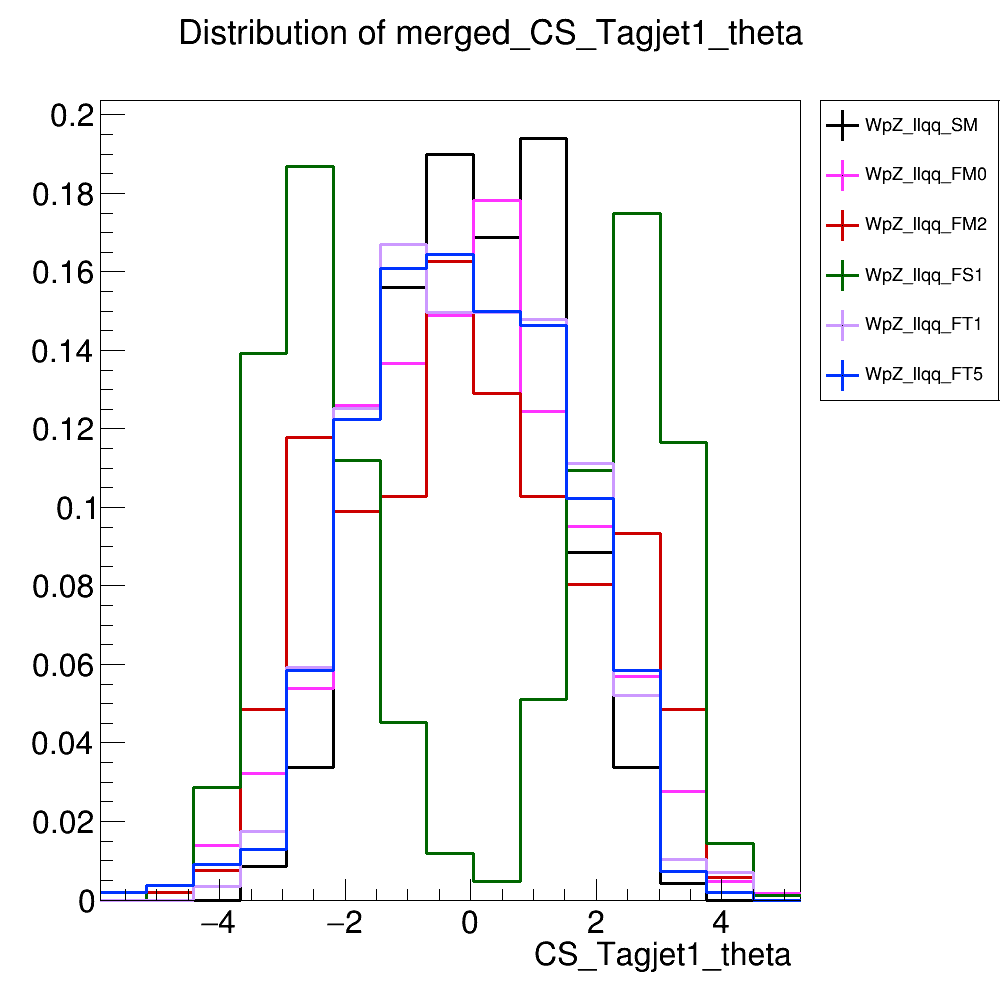 Distribution of merged_CS_Tagjet1_theta
0.2
0.18
0.16
0.14
0.12
0.1
0.08
0.06
0.04
0.02
0
−4
−2
0
2
4
CS_Tagjet1_theta
WpZ_llqq_SM
WpZ_llqq_FM0
WpZ_llqq_FM2
WpZ_llqq_FS1
WpZ_llqq_FT1
WpZ_llqq_FT5